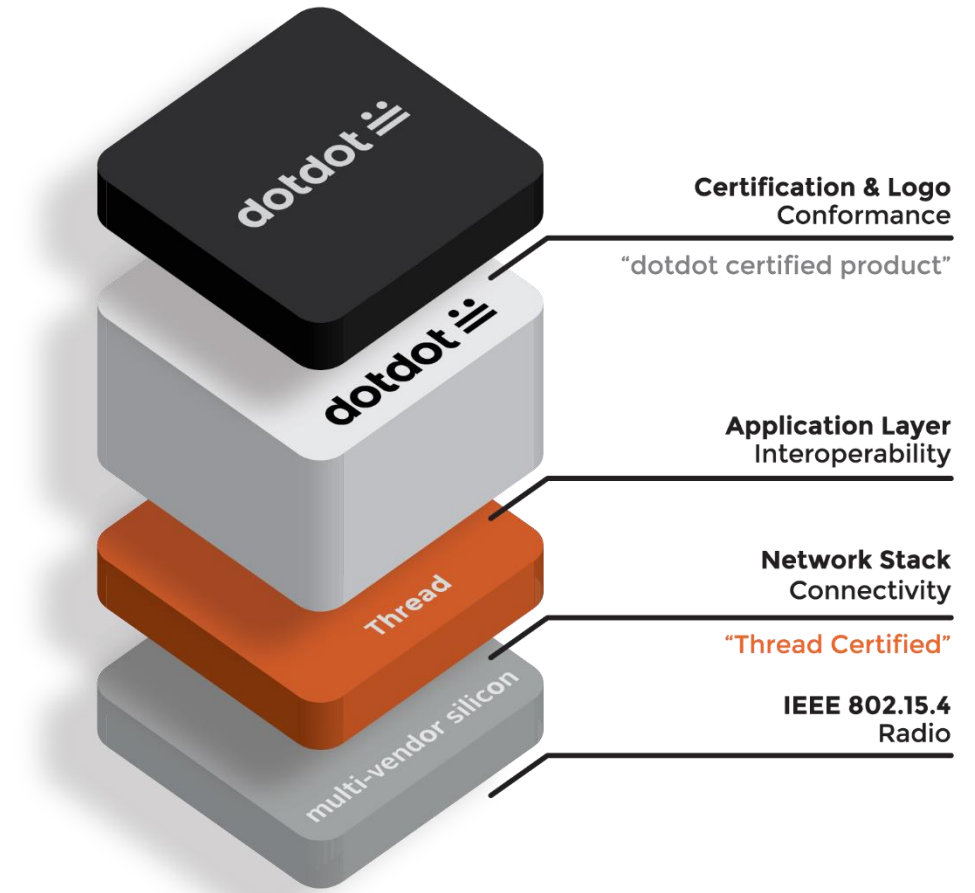 dotdot
Certification & Logo
Conformance
“dotdot certified product”
dotdot
Application Layer
Interoperability
Network Stack
Connectivity
Thread
“Thread Certified”
IEEE 802.15.4
Radio
multi-vendor silicon